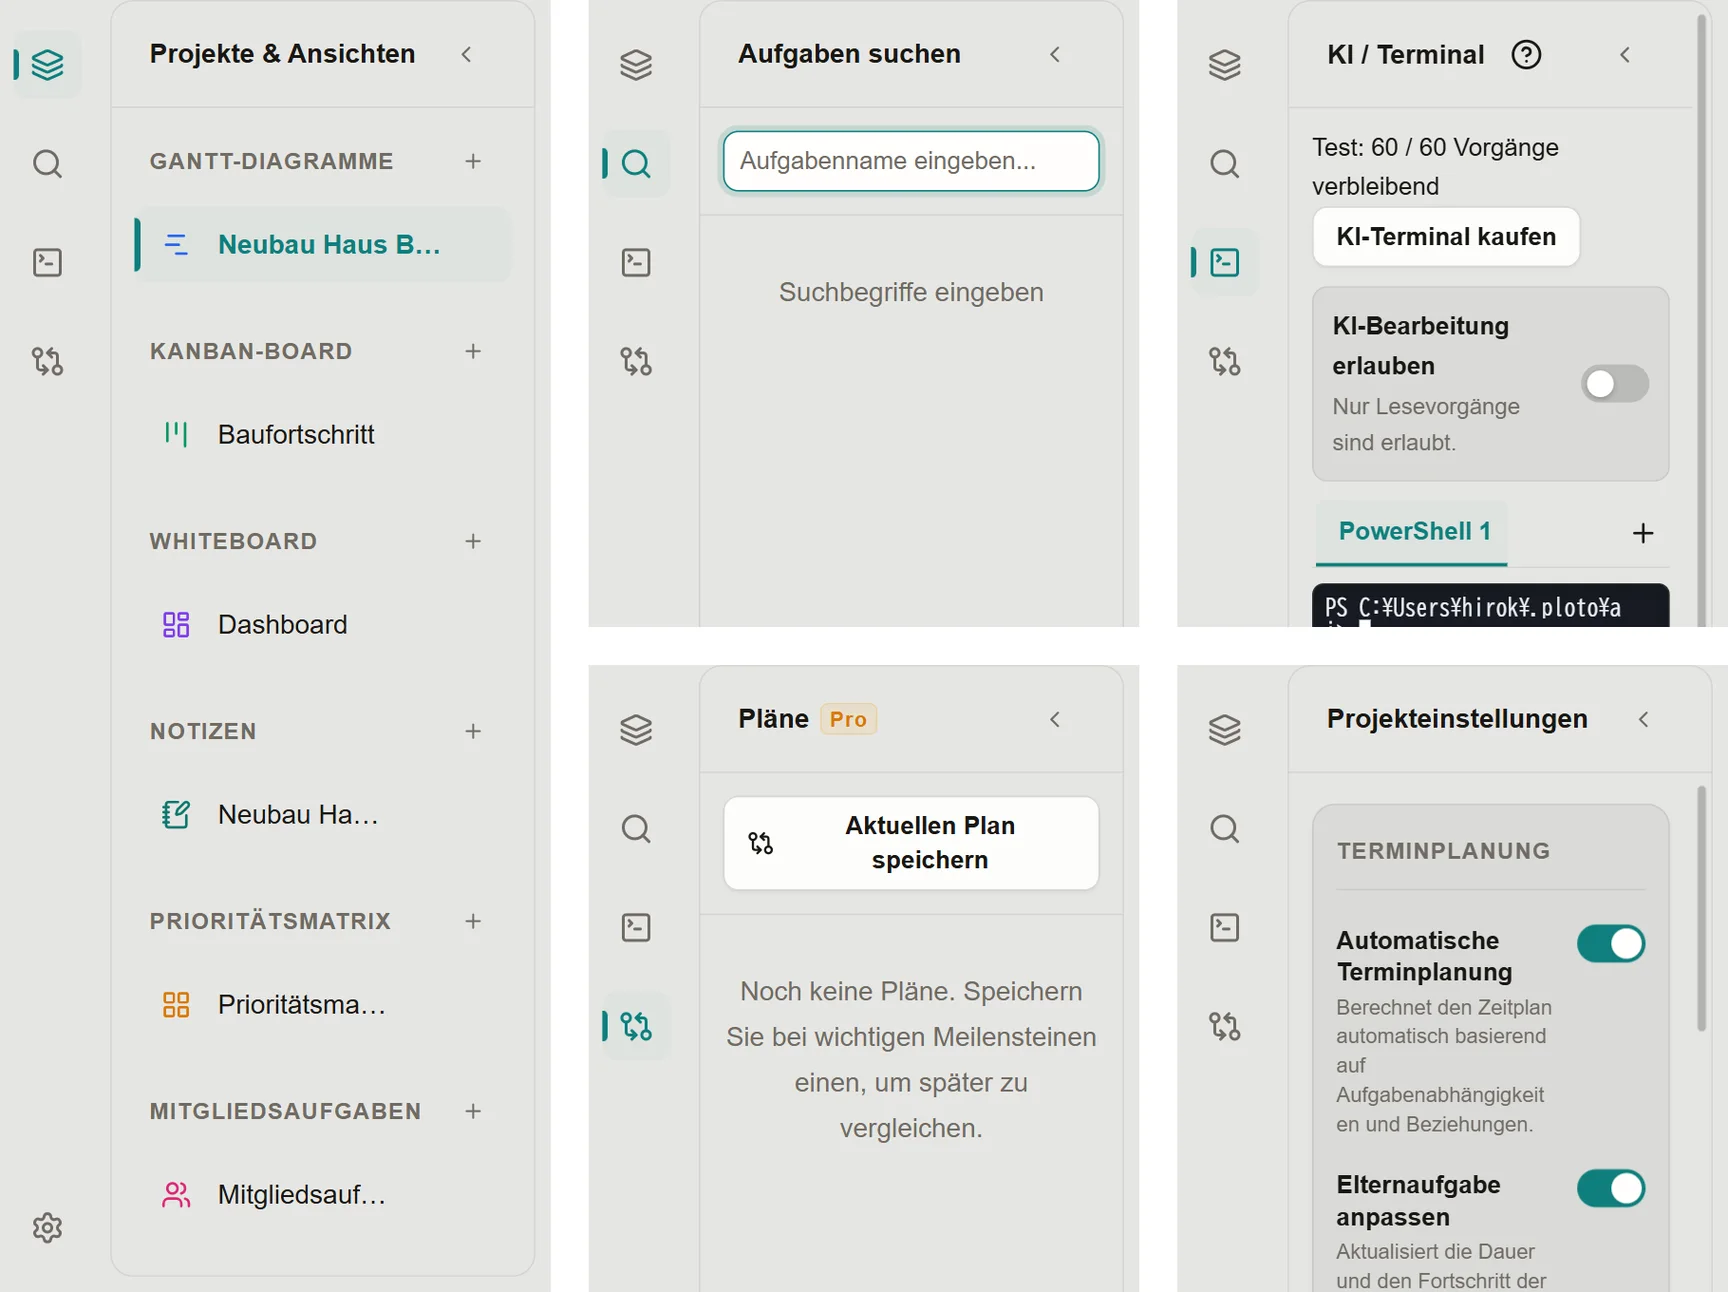 Projekte & Ansichten
GANTT-DIAGRAMME
Neubau Haus B...
KANBAN-BOARD
Baufortschritt
WHITEBOARD
Dashboard
NOTIZEN
Neubau Ha...
PRIORITÄTSMATRIX
Prioritätsma...
MITGLIEDSAUFGABEN
Mitgliedsauf...
Aufgaben suchen
Aufgabenname eingeben...
Suchbegriffe eingeben
KI / Terminal
Test: 60 / 60 Vorgänge
verbleibend
KI-Terminal kaufen
KI-Bearbeitung
erlauben
Nur Lesevorgänge
sind erlaubt.
PowerShell 1
PS C:¥Users¥hirok¥.ploto¥a
Pläne Pro
Aktuellen Plan
speichern
Noch keine Pläne. Speichern
Sie bei wichtigen Meilensteinen
einen, um später zu
vergleichen.
Projekteinstellungen
TERMINPLANUNG
Automatische
Terminplanung
Berechnet den Zeitplan
automatisch basierend
auf
Aufgabenabhängigkeit
en und Beziehungen.
Elternaufgabe
anpassen
Aktualisiert die Dauer
und den Fortschritt der